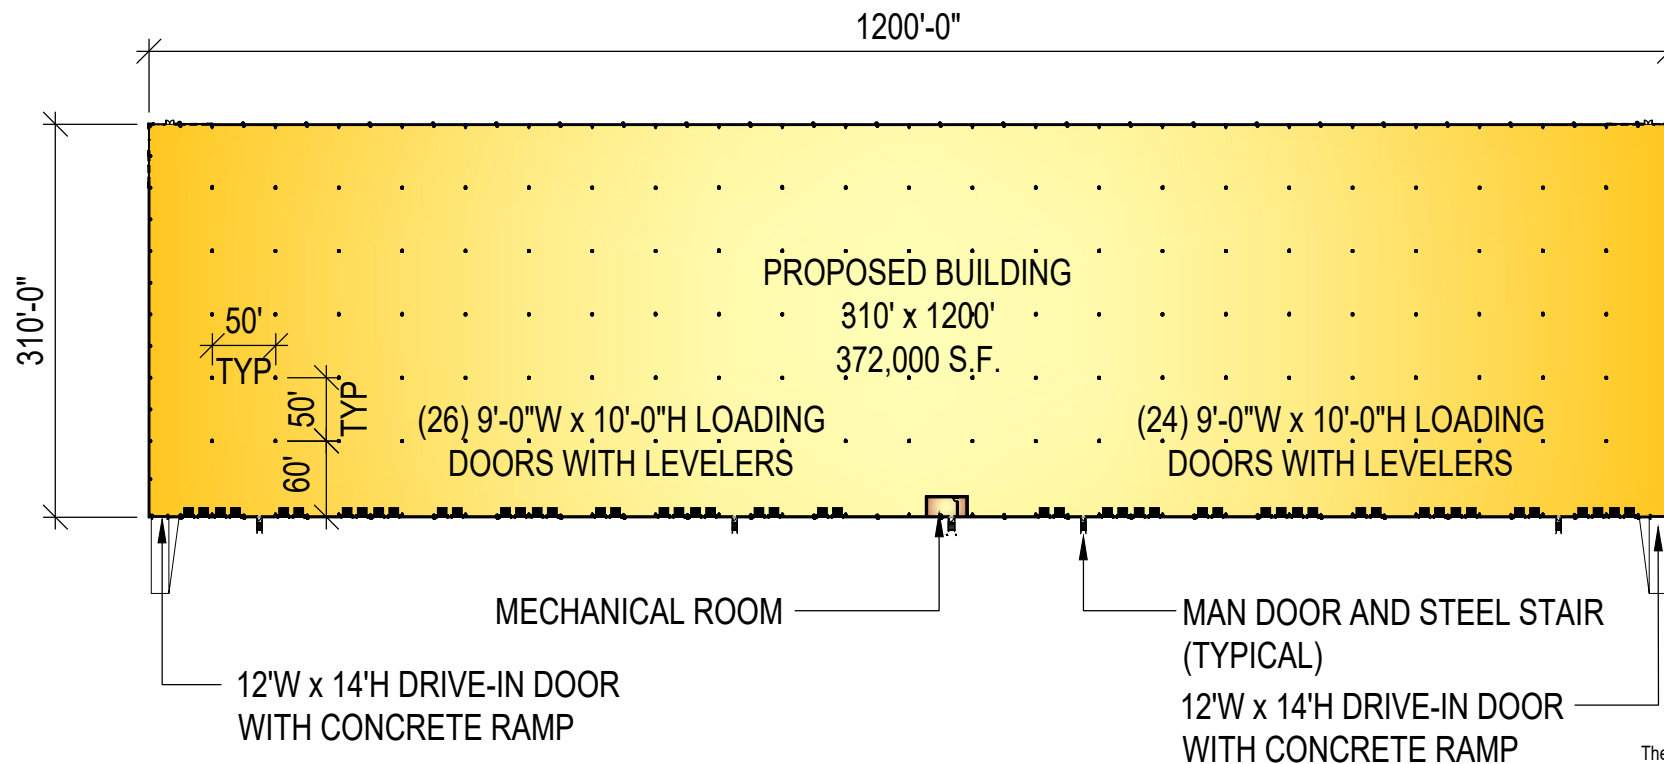 1200'-0"
310'-0"
PROPOSED BUILDING
310' x 1200'
372,000 S.F.
50'
TYP
50'
TYP
60'
(26) 9'-0"W x 10'-0"H LOADING
DOORS WITH LEVELERS
(24) 9'-0"W x 10'-0"H LOADING
DOORS WITH LEVELERS
MECHANICAL ROOM
MAN DOOR AND STEEL STAIR
(TYPICAL)
12'W x 14'H DRIVE-IN DOOR
WITH CONCRETE RAMP
12'W x 14'H DRIVE-IN DOOR
WITH CONCRETE RAMP
The